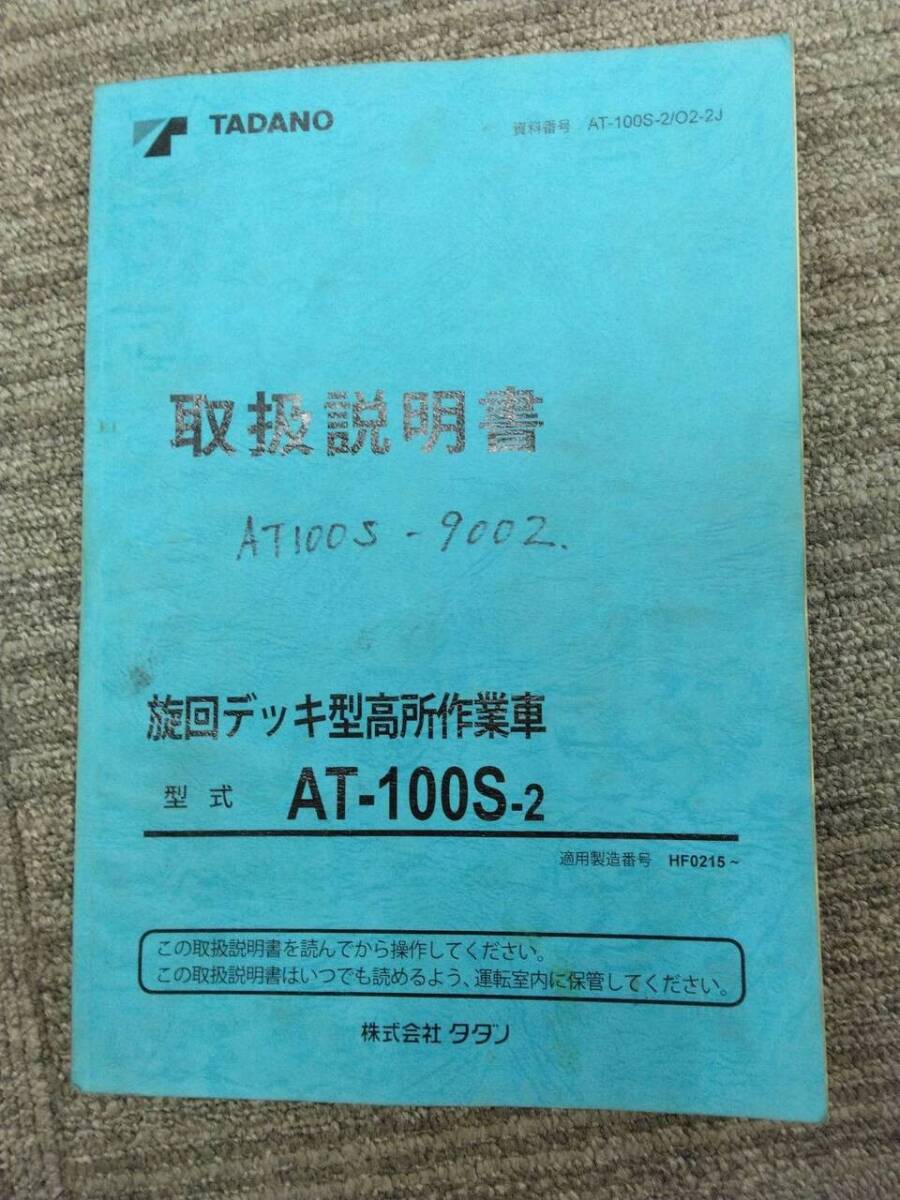 TADANO
資料番号 AT-100S-2/O2-2J
取扱説明書
AT100S-9002.
旋回デッキ型高所作業車
型式 AT-100S-2
適用製造番号 HF0215~
この取扱説明書を読んでから操作してください。
この取扱説明書はいつでも読めるよう、運転室内に保管してください。
株式会社タダノ